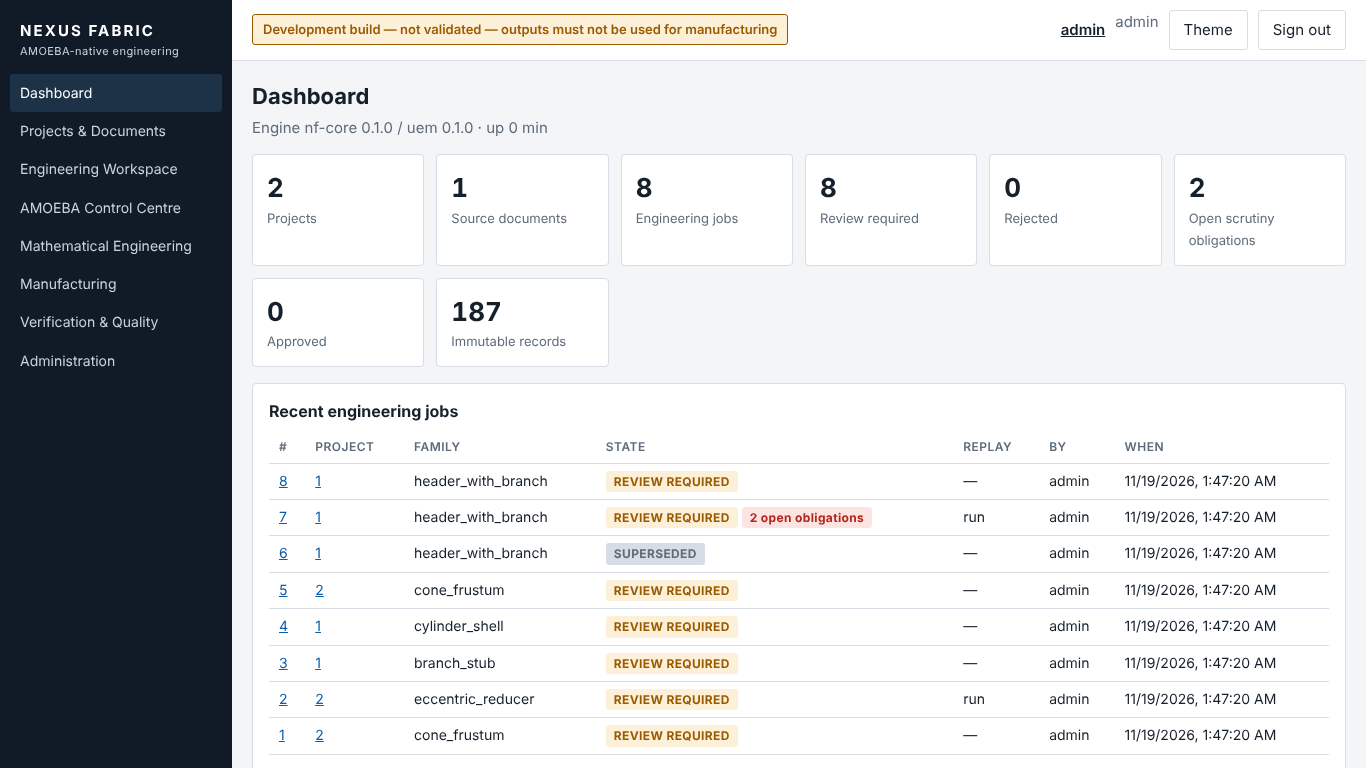 NEXUS FABRIC
AMOEBA-native engineering
Dashboard
Projects & Documents
Engineering Workspace
AMOEBA Control Centre
Mathematical Engineering
Manufacturing
Verification & Quality
Administration
Development build — not validated — outputs must not be used for manufacturing
admin admin Theme Sign out
Dashboard
Engine nf-core 0.1.0 / uem 0.1.0 · up 0 min
2
Projects
1
Source documents
8
Engineering jobs
8
Review required
0
Rejected
2
Open scrutiny
obligations
0
Approved
187
Immutable records
Recent engineering jobs
# PROJECT FAMILY STATE REPLAY BY WHEN
8 1 header_with_branch REVIEW REQUIRED — admin 11/19/2026, 1:47:20 AM
7 1 header_with_branch REVIEW REQUIRED 2 open obligations run admin 11/19/2026, 1:47:20 AM
6 1 header_with_branch SUPERSEDED — admin 11/19/2026, 1:47:20 AM
5 2 cone_frustum REVIEW REQUIRED — admin 11/19/2026, 1:47:20 AM
4 1 cylinder_shell REVIEW REQUIRED — admin 11/19/2026, 1:47:20 AM
3 1 branch_stub REVIEW REQUIRED — admin 11/19/2026, 1:47:20 AM
2 2 eccentric_reducer REVIEW REQUIRED run admin 11/19/2026, 1:47:20 AM
1 2 cone_frustum REVIEW REQUIRED — admin 11/19/2026, 1:47:20 AM